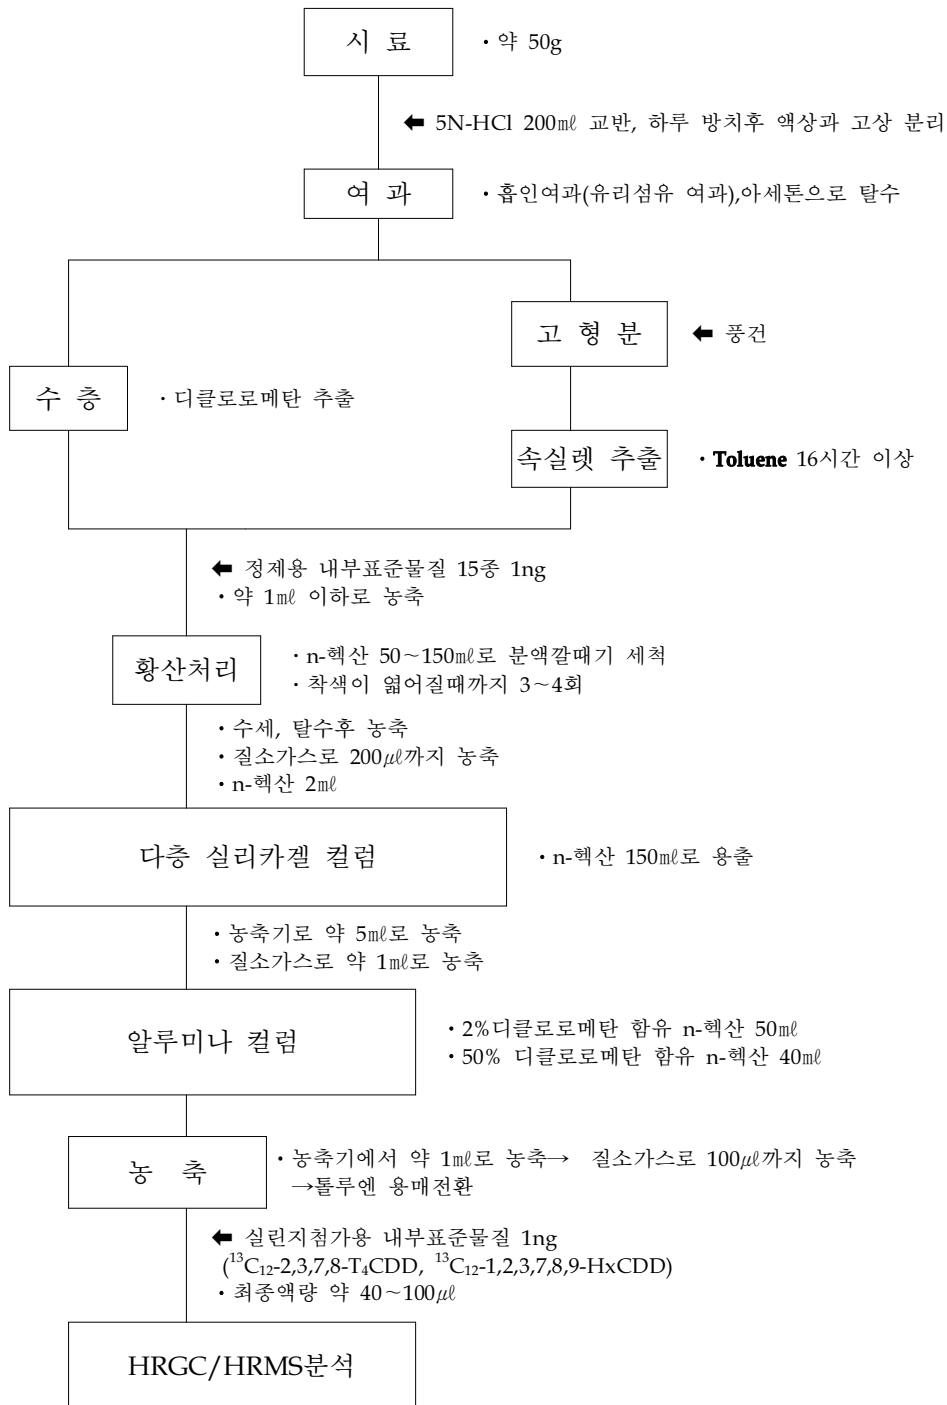 시 료
· 약 50g
🡄 5N-HCl 200㎖ 교반, 하루 방치후 액상과 고상 분리
여 과
· 흡인여과(유리섬유 여과),아세톤으로 탈수
고 형 분
🡄 풍건
수 층
· 디클로로메탄 추출
속실렛 추출
· Toluene 16시간 이상
🡄 정제용 내부표준물질 15종 1ng
· 약 1㎖ 이하로 농축
황산처리
· n-헥산 50～150㎖로 분액깔때기 세척
· 착색이 엷어질때까지 3～4회
· 수세, 탈수후 농축
· 질소가스로 200㎕까지 농축
· n-헥산 2㎖
다층 실리카겔 컬럼
· n-헥산 150㎖로 용출
· 농축기로 약 5㎖로 농축
· 질소가스로 약 1㎖로 농축
알루미나 컬럼
· 2%디클로로메탄 함유 n-헥산 50㎖
· 50% 디클로로메탄 함유 n-헥산 40㎖
농 축
· 농축기에서 약 1㎖로 농축→ 질소가스로 100㎕까지 농축
→톨루엔 용매전환
🡄 실린지첨가용 내부표준물질 1ng
(¹³C₁₂-2,3,7,8-T₄CDD, ¹³C₁₂-1,2,3,7,8,9-HxCDD)
· 최종액량 약 40～100㎕
HRGC/HRMS분석